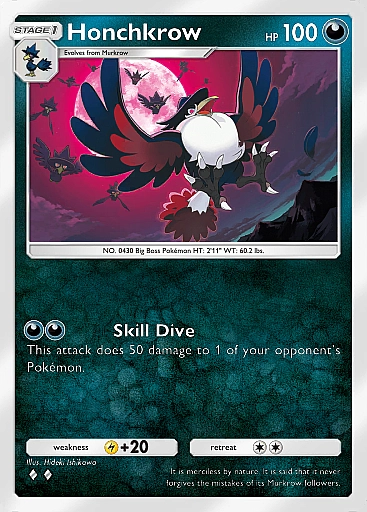 STAGE 1
Honchkrow
HP 100
Evolves from Murkrow
NO. 0430 Big Boss Pokémon HT: 2'11" WT: 60.2 lbs.
Skill Dive
This attack does 50 damage to 1 of your opponent's
Pokémon.
weakness +20 retreat
Illus. Hideki Ishikawa
It is merciless by nature. It is said that it never
forgives the mistakes of its Murkrow followers.